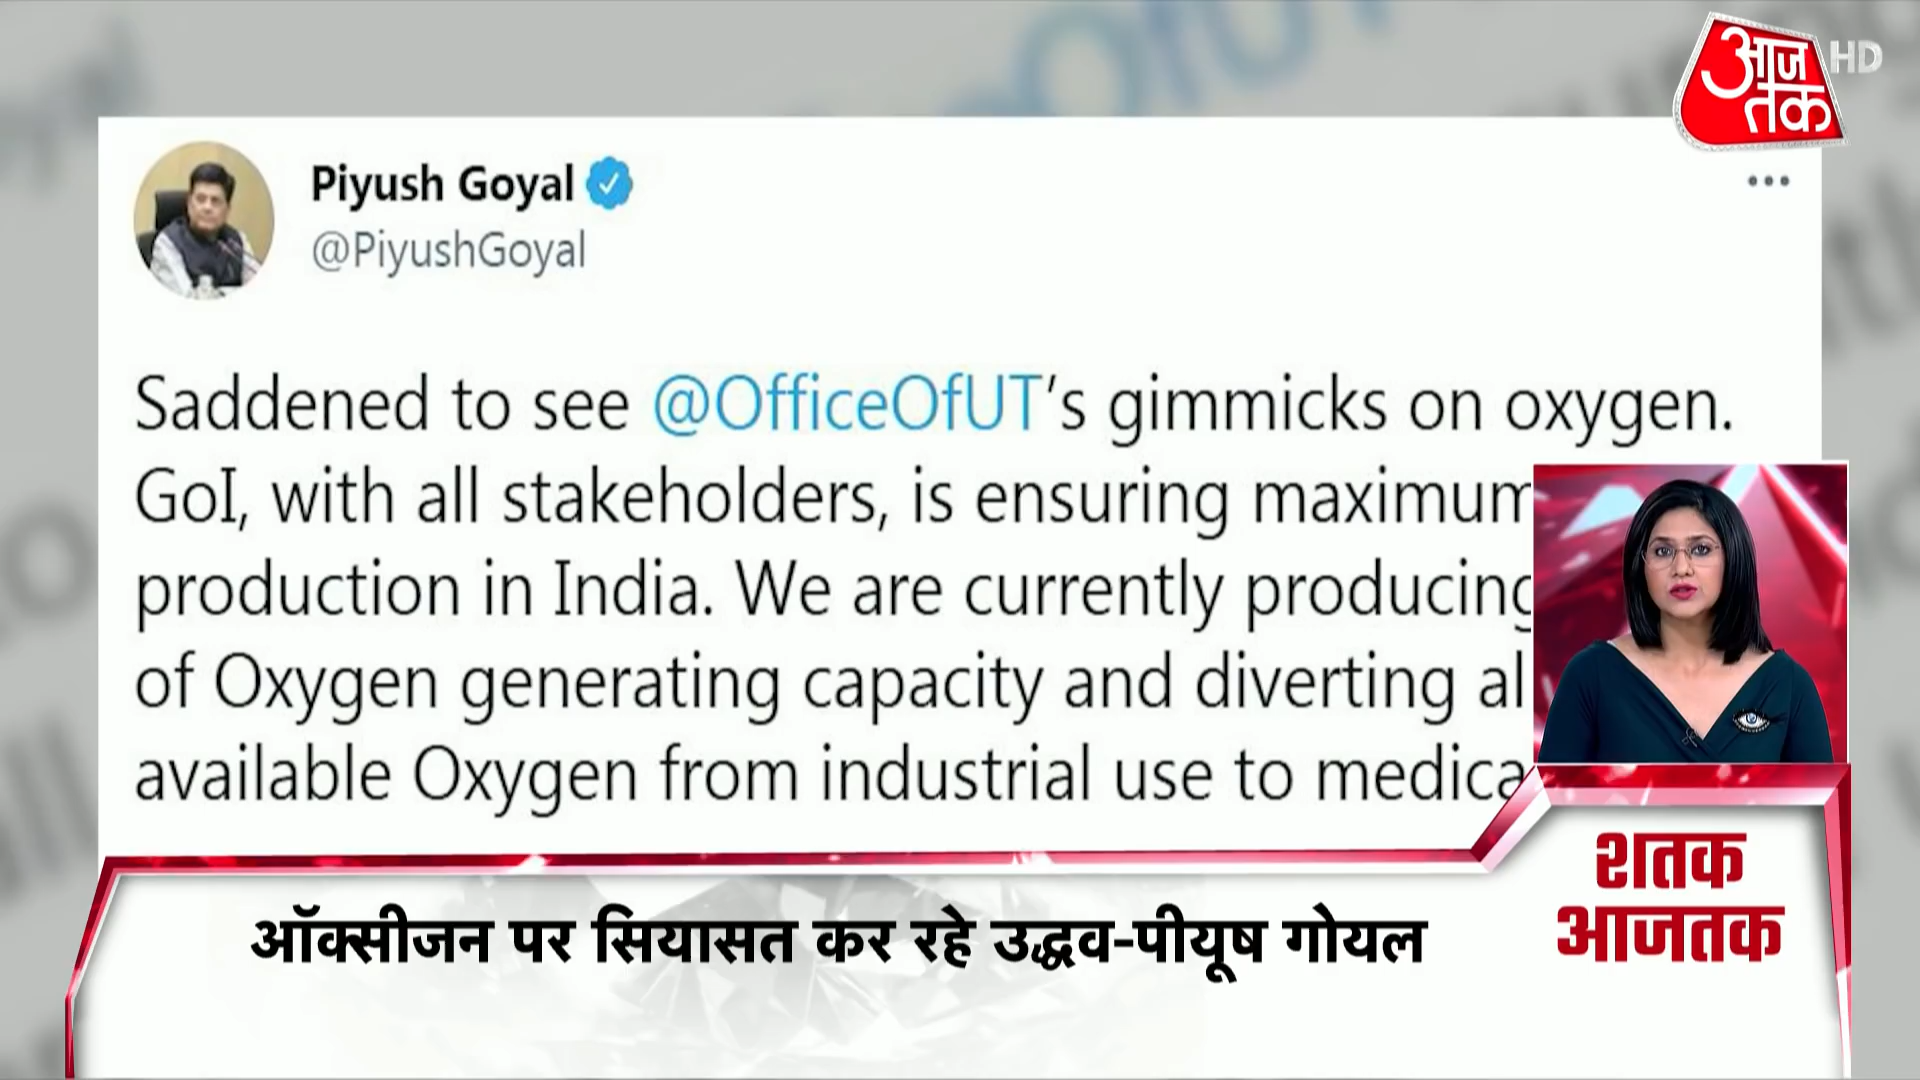 आज तक HD
Piyush Goyal
@PiyushGoyal
Saddened to see @OfficeOfUT's gimmicks on oxygen.
GoI, with all stakeholders, is ensuring maximum
production in India. We are currently producing
of Oxygen generating capacity and diverting al
available Oxygen from industrial use to medica
ऑक्सीजन पर सियासत कर रहे उद्धव-पीयूष गोयल
शतक
आजतक